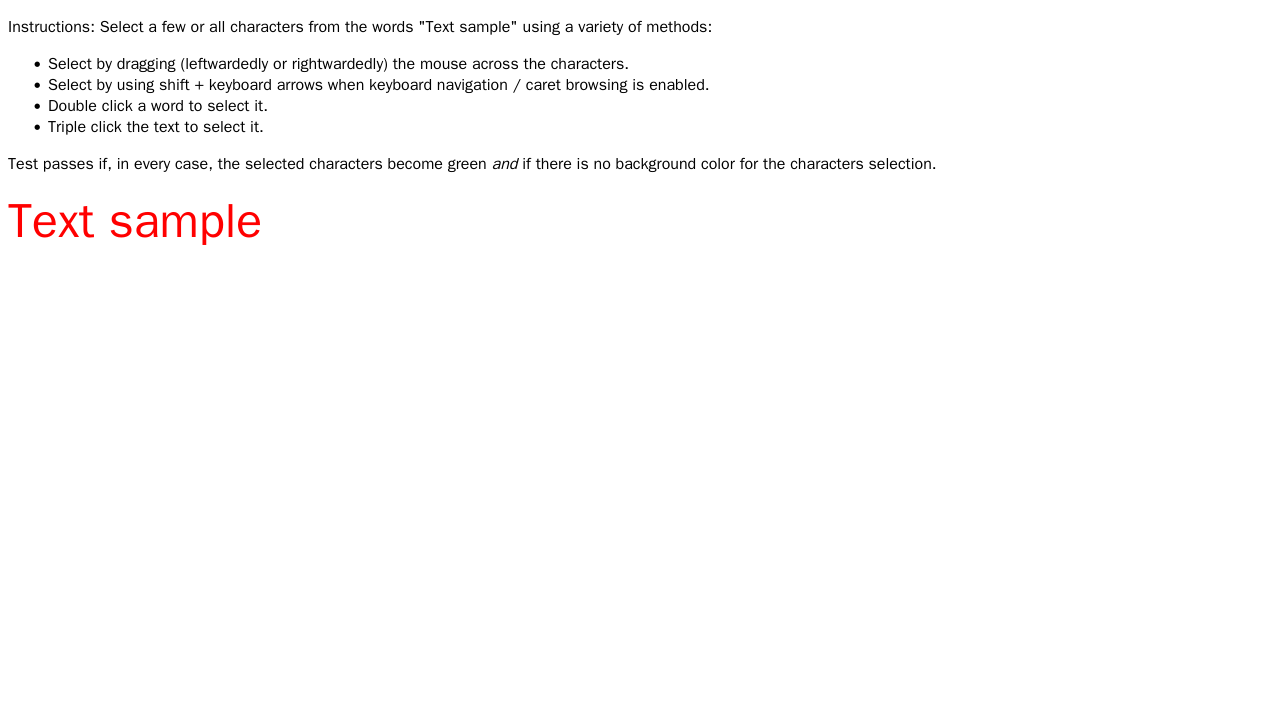 Instructions: Select a few or all characters from the words "Text sample" using a variety of methods:
• Select by dragging (leftwardedly or rightwardedly) the mouse across the characters.
• Select by using shift + keyboard arrows when keyboard navigation / caret browsing is enabled.
• Double click a word to select it.
• Triple click the text to select it.
Test passes if, in every case, the selected characters become green and if there is no background color for the characters selection.
Text sample